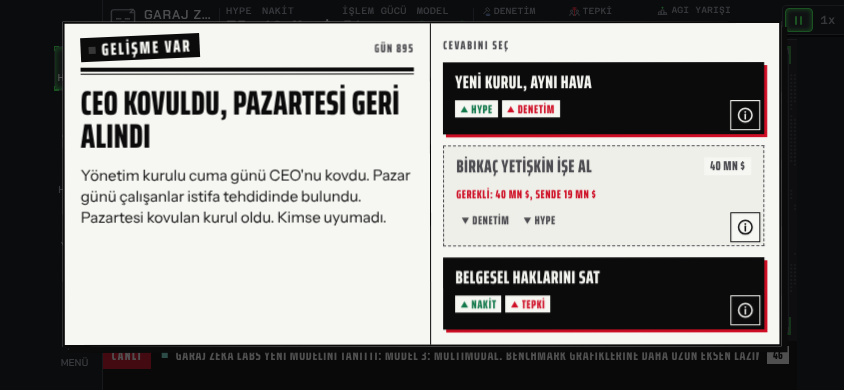 GARAJ Z...
HYPE NAKİT
İŞLEM GÜCÜ MODEL
DENETİM
TEPKİ
AGI YARIŞI
1x
GELİŞME VAR
GÜN 895
CEO KOVULDU, PAZARTESİ GERİ
ALINDI
Yönetim kurulu cuma günü CEO'nu kovdu. Pazar
günü çalışanlar istifa tehdidinde bulundu.
Pazartesi kovulan kurul oldu. Kimse uyumadı.
CEVABINI SEÇ
YENİ KURUL, AYNI HAVA
▲ HYPE ▲ DENETİM
BİRKAÇ YETİŞKİN İŞE AL
40 MN $
GEREKLİ: 40 MN $, SENDE 19 MN $
▼ DENETİM ▼ HYPE
BELGESEL HAKLARINI SAT
▲ NAKİT ▲ TEPKİ
MENÜ
CANLI
GARAJ ZEKA LABS YENİ MODELİNİ TANITTI: MODEL 3: MULTIMODAL. BENCHMARK GRAFIKLERINE DAHA UZUN EKSEN LAZIM
46